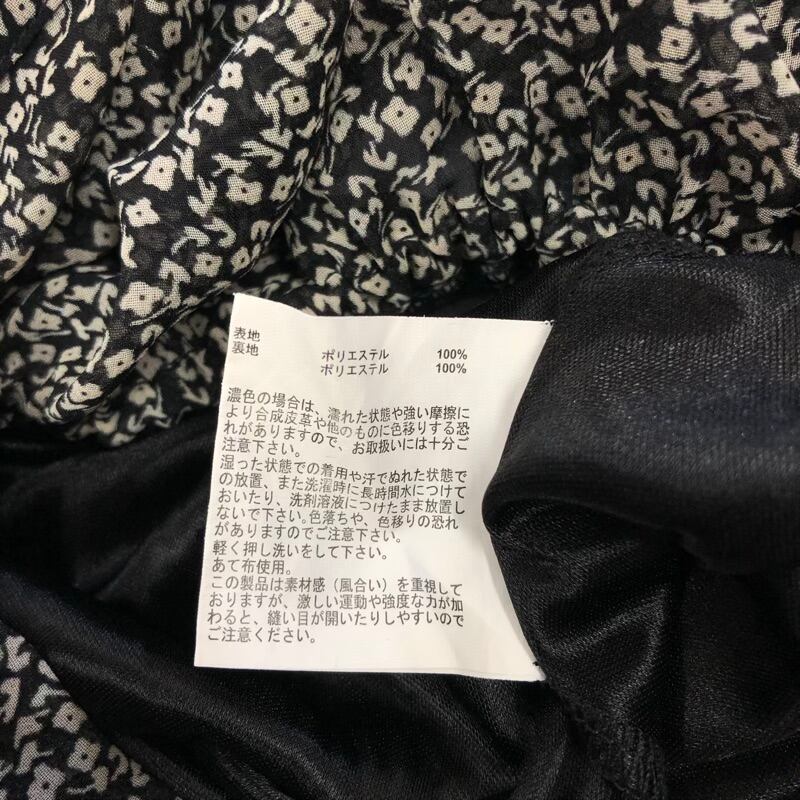 表地 ポリエステル 100%
裏地 ポリエステル 100%
濃色の場合は、濡れた状態や強い摩擦に
より合成皮革や他のものに色移りする恐
れがありますので、お取扱いには十分ご
注意下さい。
湿った状態での着用や汗でぬれた状態で
の放置、また洗濯時に長時間水につけて
おいたり、洗剤溶液につけたまま放置し
ないで下さい。色落ちや、色移りの恐れ
がありますのでご注意下さい。
軽く押し洗いをして下さい。
あて布使用。
この製品は素材感（風合い）を重視して
おりますが、激しい運動や強度な力が加
わると、縫い目が開いたりしやすいので
ご注意ください。